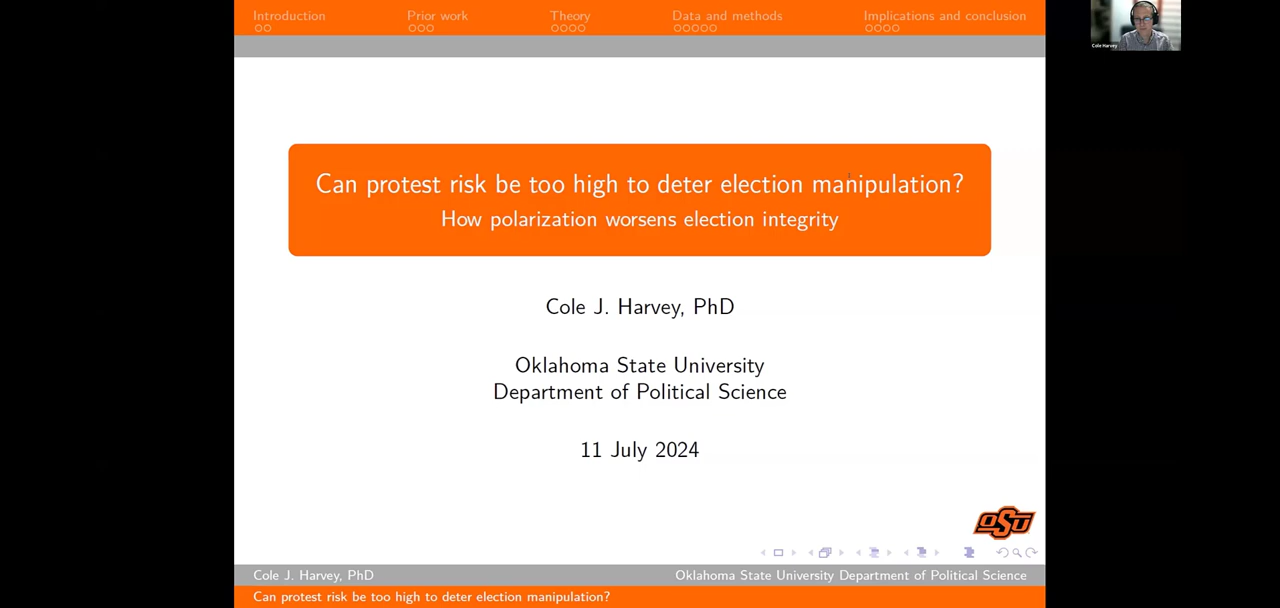 Introduction
Prior work
Theory
Data and methods
Implications and conclusion
Cole Harvey
Can protest risk be too high to deter election manipulation?
How polarization worsens election integrity
Cole J. Harvey, PhD
Oklahoma State University
Department of Political Science
11 July 2024
OSU
Cole J. Harvey, PhD
Oklahoma State University Department of Political Science
Can protest risk be too high to deter election manipulation?